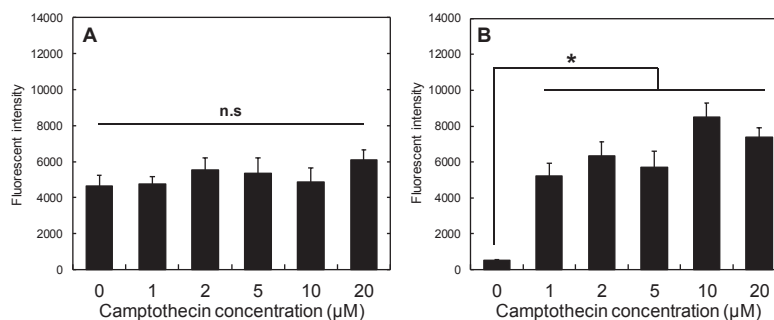 A
Fluorescent intensity
14000
12000
10000
8000
6000
4000
2000
0
n.s
0 1 2 5 10 20
Camptothecin concentration (μM)
B
Fluorescent intensity
14000
12000
10000
8000
6000
4000
2000
0
*
0 1 2 5 10 20
Camptothecin concentration (μM)